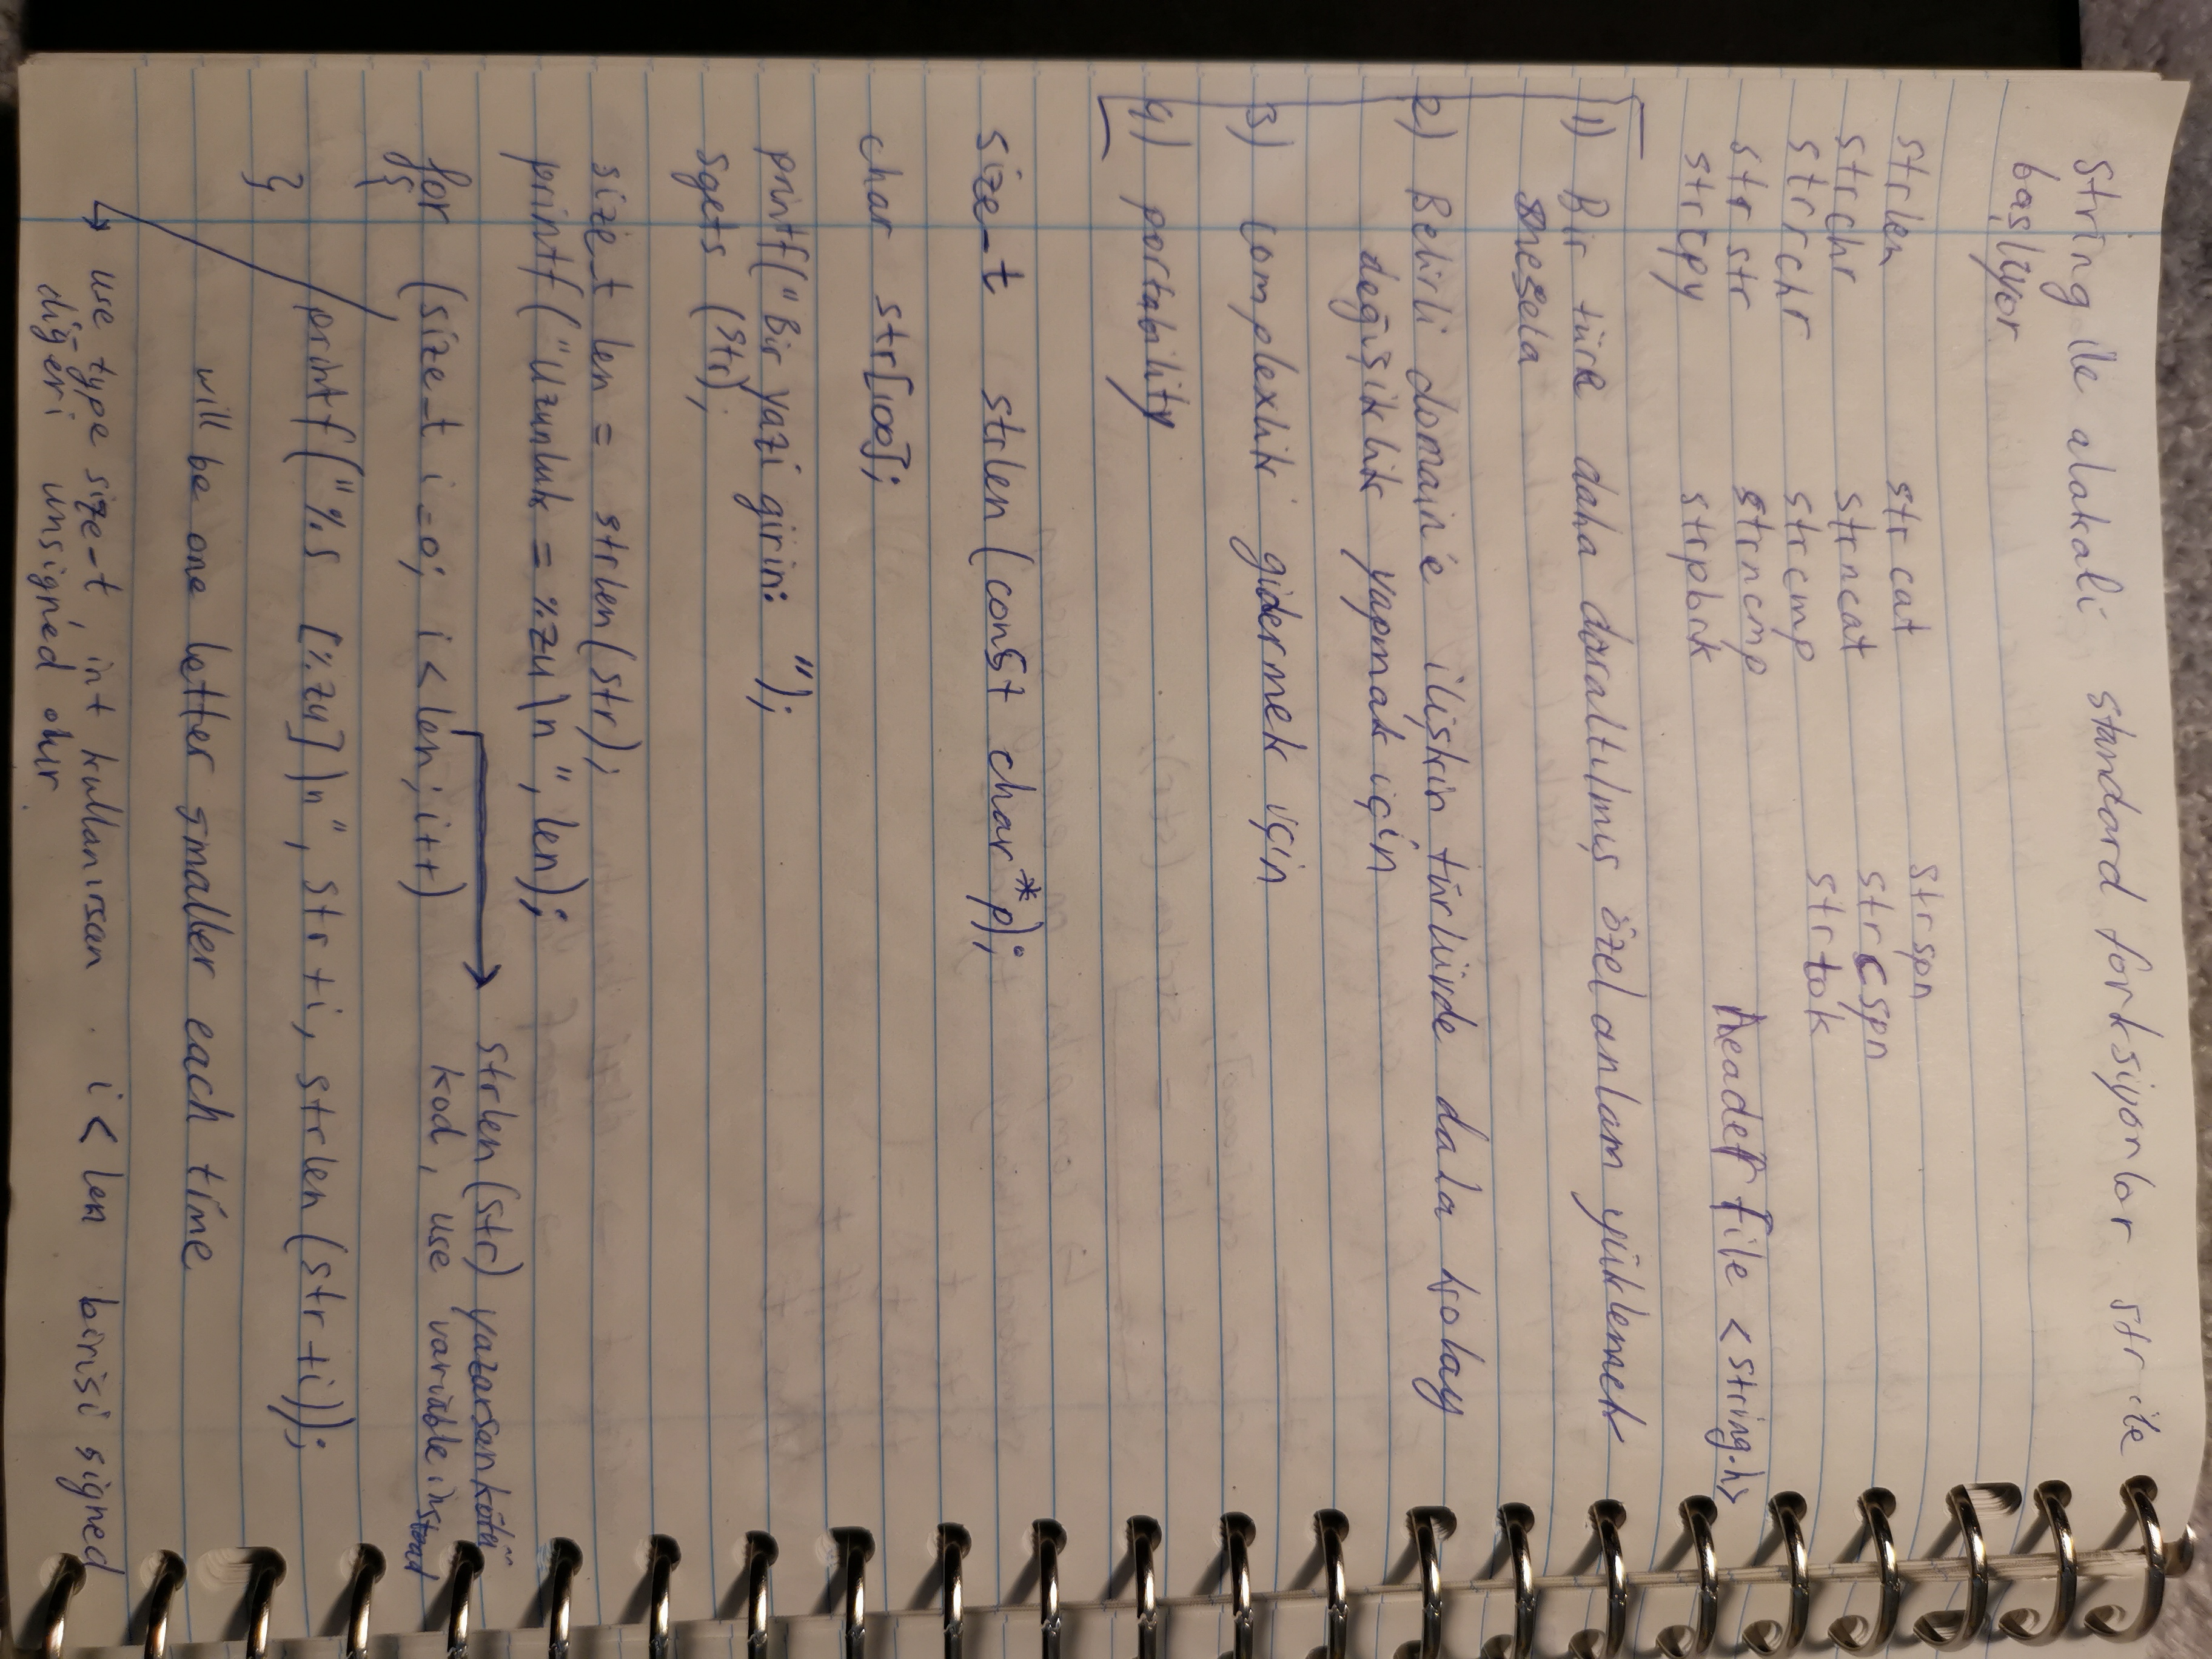 string ile alakali standard fonksiyonlar str ile
başlıyor
strlen strcat strspn
strchr strncat strcspn
strrchr strcmp strtok
strstr strncmp header file <string.h>
strcpy strpbrk
1) Bir türe daha daraltılmış özel anlam yüklemek
mesela
2) Belirli domain'e ilişkin türlürde daha kolay
değişiklik yapmak için
3) complexlik gidermek için
4) portability
size_t strlen (const char *p);
char str[100];
printf("Bir yazi girin: ");
sgets (str);
size_t len = strlen(str);
printf("Uzunluk = %zu\n", len);
strlen (str) yazarsan kötü
for (size_t i=0; i < len; i++) kod, use variable instead
{
printf("%s [%zu]\n", str+i, strlen (str+i));
}
will be one letter smaller each time
use type size_t, int kullanırsan i < len birisi signed
diğeri unsigned olur